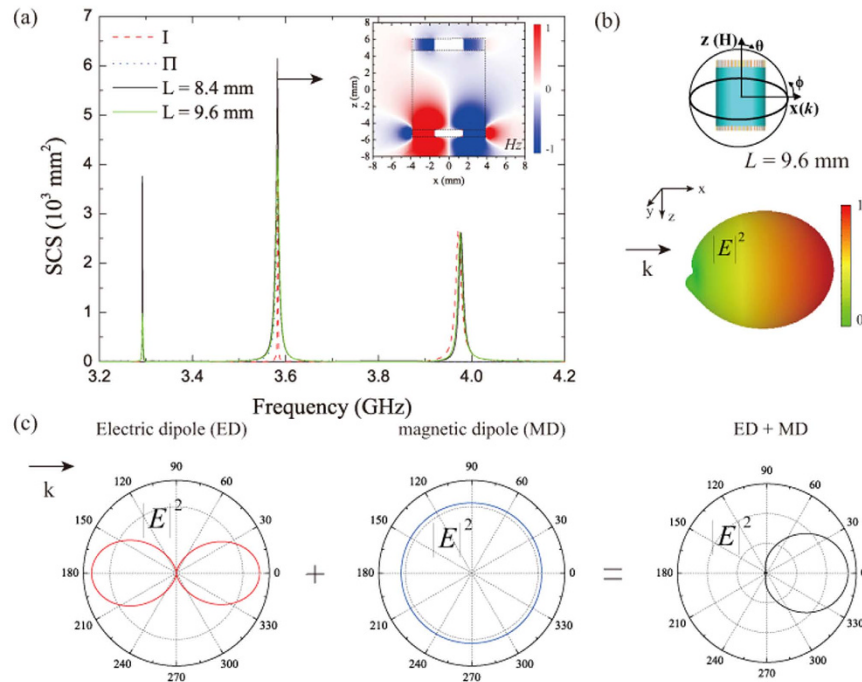 (a)
SCS (10³ mm²)
7
6
5
4
3
2
1
0
I
Π
L = 8.4 mm
L = 9.6 mm
3.2 3.4 3.6 3.8 4.0 4.2
Frequency (GHz)
z (mm)
8
6
4
2
0
-2
-4
-6
-8
-8 -6 -4 -2 0 2 4 6 8
x (mm)
Hz
1
-1
(b)
z (H)
θ
ϕ
x(k)
L = 9.6 mm
x
y
z
k
|E|²
1
0
(c)
Electric dipole (ED)
k
|E|²
90
120 60
150 30
180 0
210 330
240 300
270
+
magnetic dipole (MD)
|E|²
90
120 60
150 30
180 0
210 330
240 300
270
=
ED + MD
|E|²
90
120 60
150 30
180 0
210 330
240 300
270